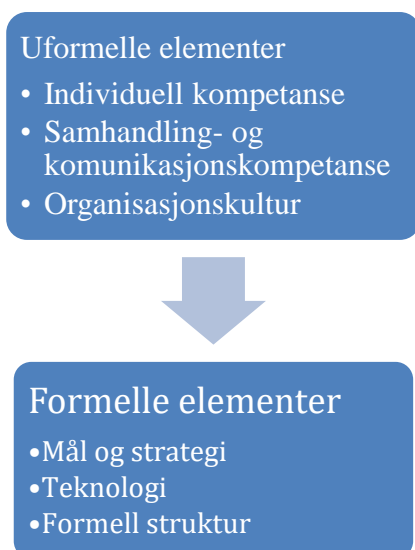 Uformelle elementer
• Individuell kompetanse
• Samhandling- og
komunikasjonskompetanse
• Organisasjonskultur
Formelle elementer
•Mål og strategi
•Teknologi
•Formell struktur